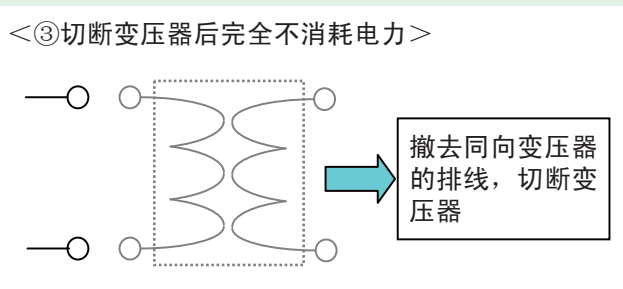 ＜③切断变压器后完全不消耗电力＞
撤去同向变压器
的排线，切断变
压器